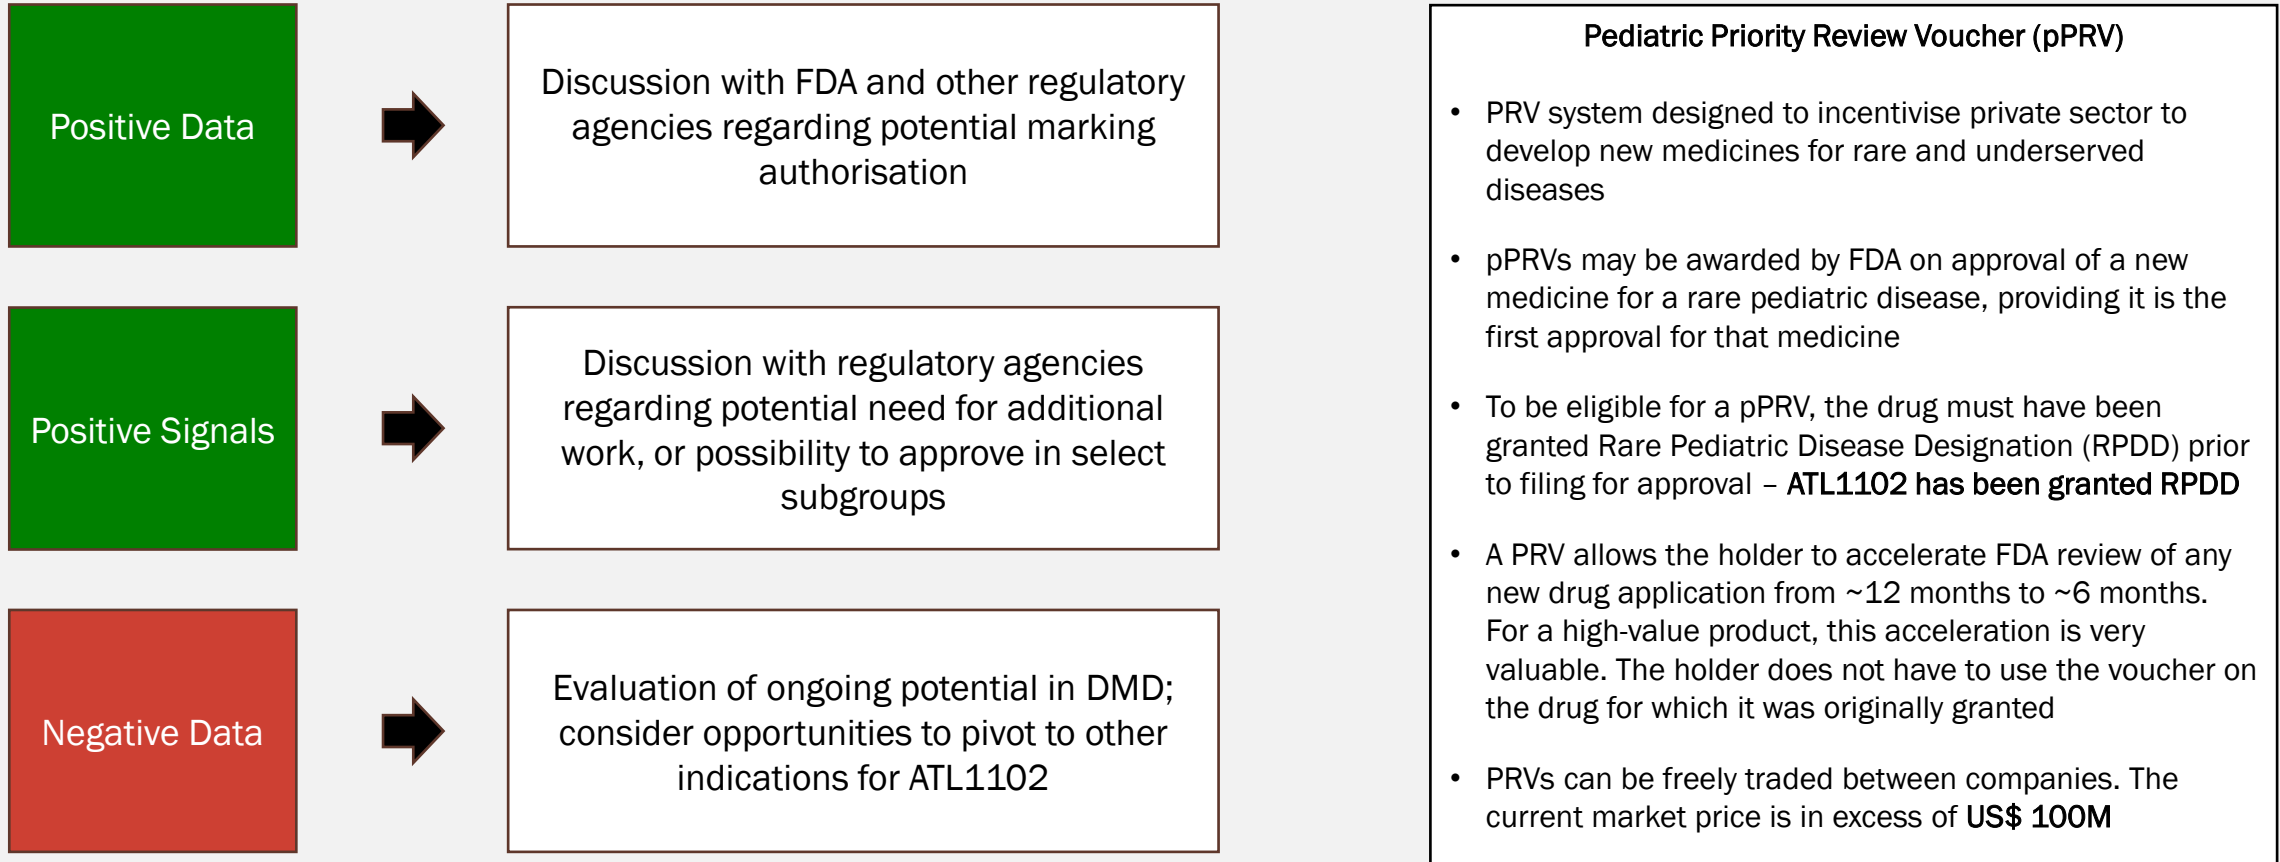 Positive Data
Discussion with FDA and other regulatory
agencies regarding potential marking
authorisation
Positive Signals
Discussion with regulatory agencies
regarding potential need for additional
work, or possibility to approve in select
subgroups
Negative Data
Evaluation of ongoing potential in DMD;
consider opportunities to pivot to other
indications for ATL1102
Pediatric Priority Review Voucher (pPRV)
• PRV system designed to incentivise private sector to
develop new medicines for rare and underserved
diseases
• pPRVs may be awarded by FDA on approval of a new
medicine for a rare pediatric disease, providing it is the
first approval for that medicine
• To be eligible for a pPRV, the drug must have been
granted Rare Pediatric Disease Designation (RPDD) prior
to filing for approval – ATL1102 has been granted RPDD
• A PRV allows the holder to accelerate FDA review of any
new drug application from ~12 months to ~6 months.
For a high-value product, this acceleration is very
valuable. The holder does not have to use the voucher on
the drug for which it was originally granted
• PRVs can be freely traded between companies. The
current market price is in excess of US$ 100M